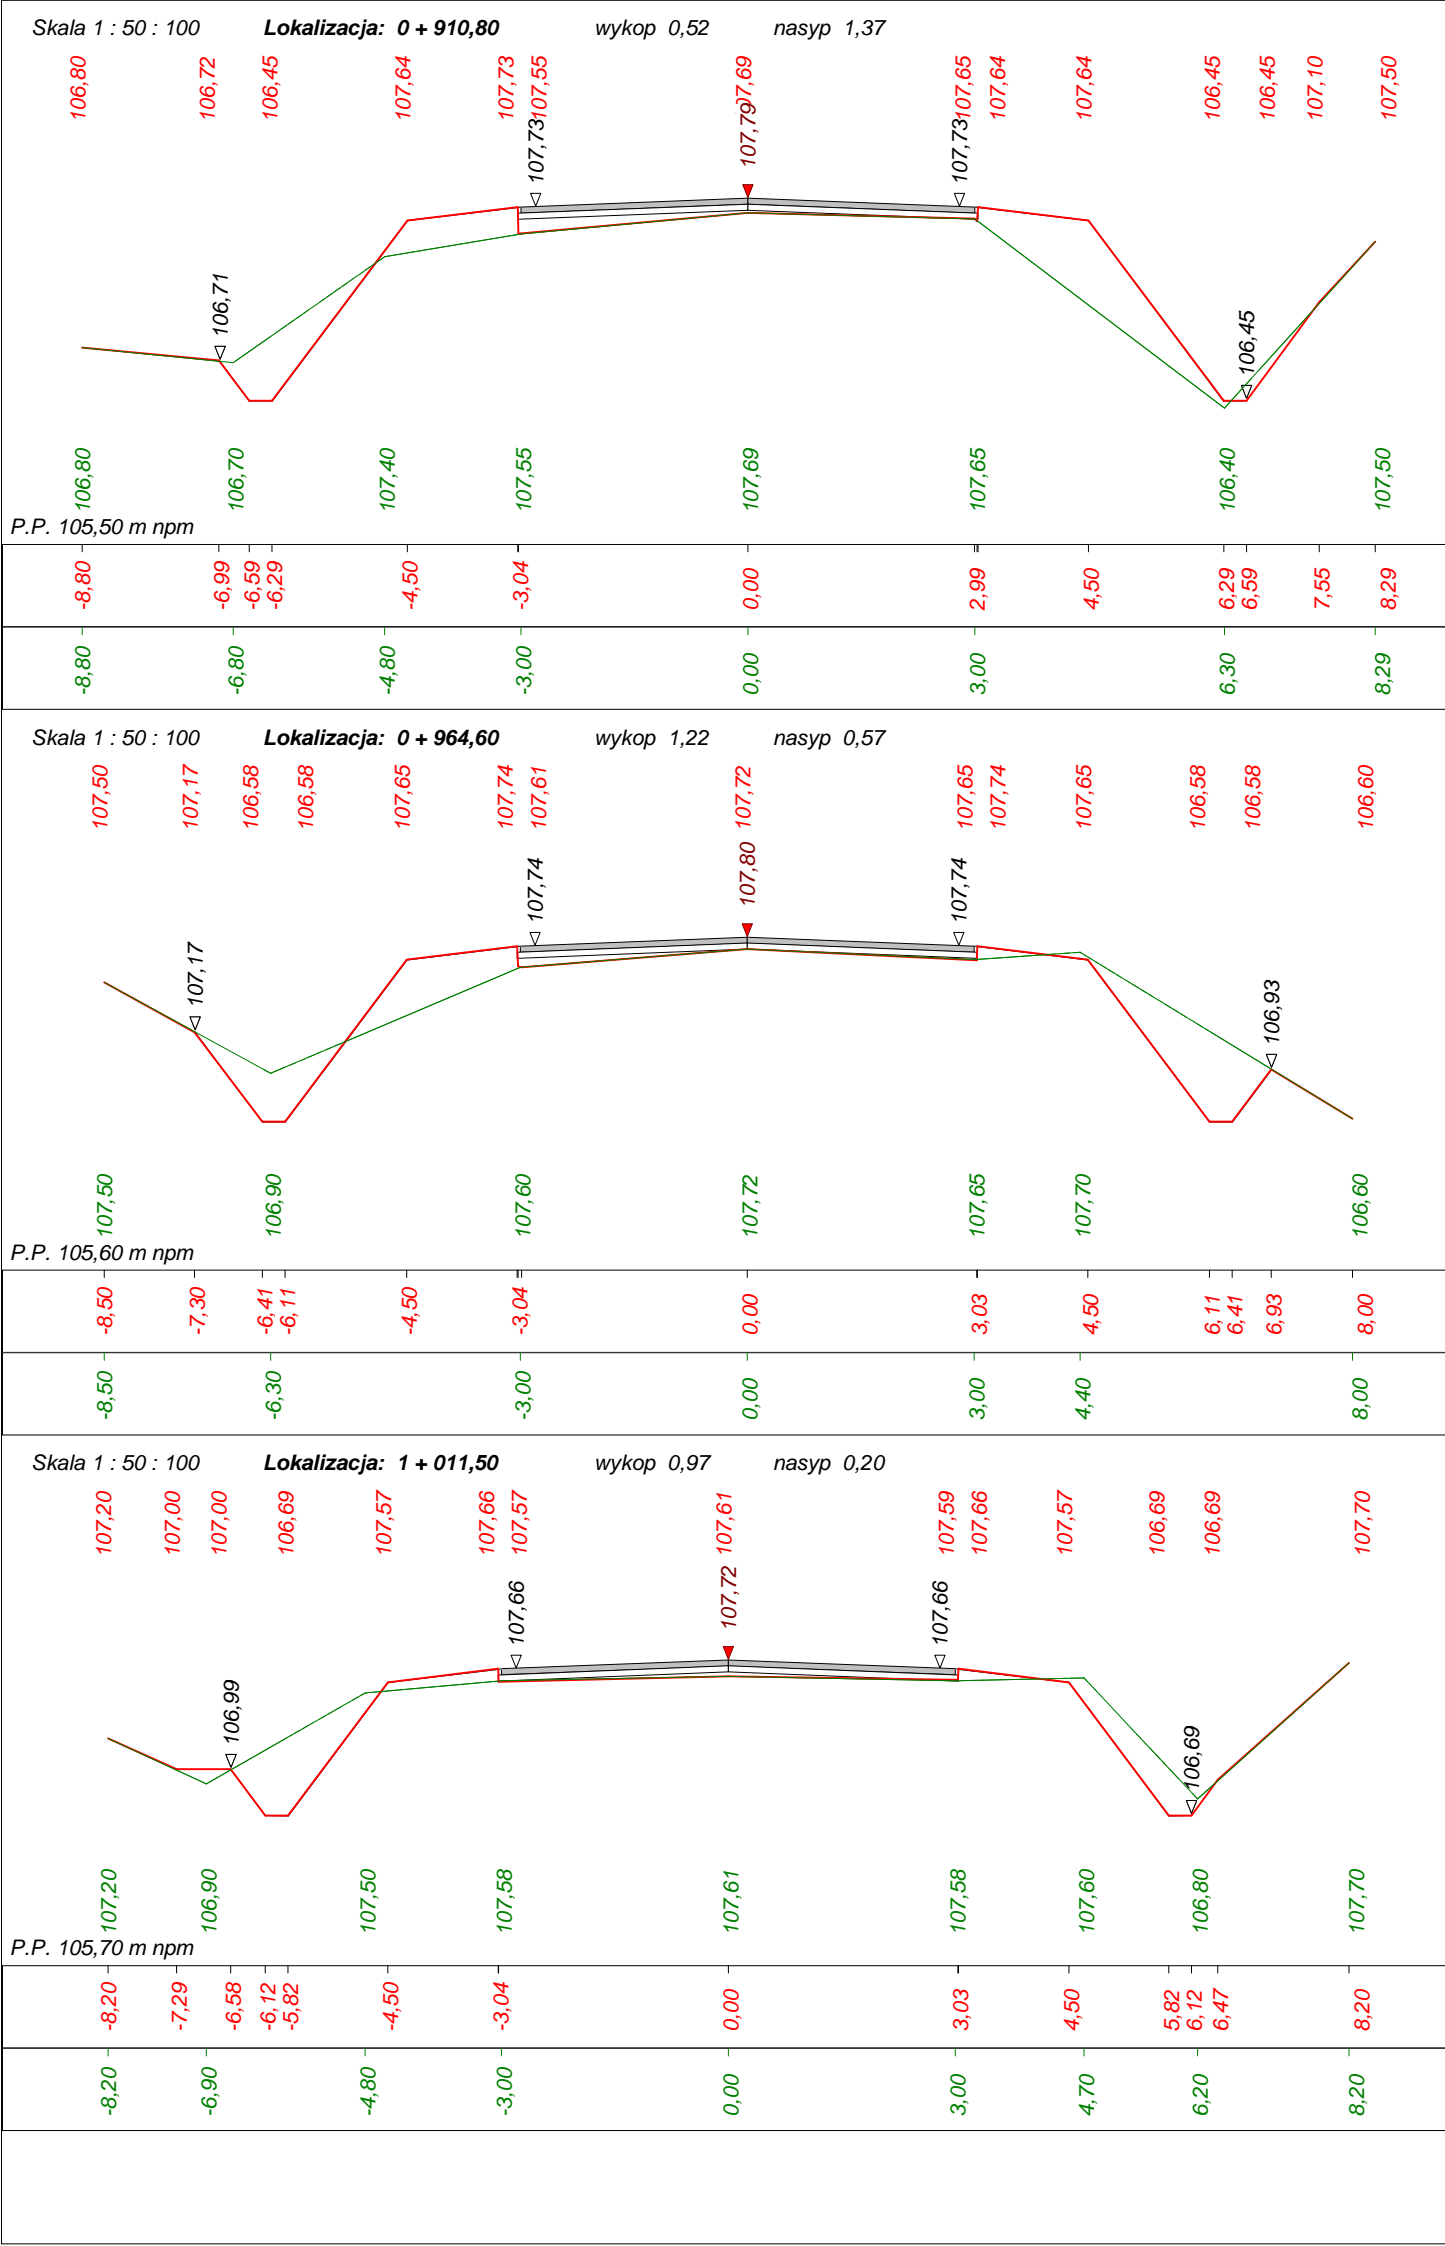 Skala 1 : 50 : 100 Lokalizacja: 0 + 910,80 wykop 0,52 nasyp 1,37
106,80 106,72 106,45 107,64 107,73 107,55 107,69 107,65 107,64 107,64 106,45 106,45 107,10 107,50
107,73 107,79 107,73
106,71 106,45
106,80 106,70 107,40 107,55 107,69 107,65 106,40 107,50
P.P. 105,50 m npm
-8,80 -6,99 -6,59 -6,29 -4,50 -3,04 0,00 2,99 4,50 6,29 6,59 7,55 8,29
-8,80 -6,80 -4,80 -3,00 0,00 3,00 6,30 8,29
Skala 1 : 50 : 100 Lokalizacja: 0 + 964,60 wykop 1,22 nasyp 0,57
107,50 107,17 106,58 106,58 107,65 107,74 107,61 107,72 107,65 107,74 107,65 106,58 106,58 106,60
107,74 107,80 107,74
107,17 106,93
107,50 106,90 107,60 107,72 107,65 107,70 106,60
P.P. 105,60 m npm
-8,50 -7,30 -6,41 -6,11 -4,50 -3,04 0,00 3,03 4,50 6,11 6,41 6,93 8,00
-8,50 -6,30 -3,00 0,00 3,00 4,40 8,00
Skala 1 : 50 : 100 Lokalizacja: 1 + 011,50 wykop 0,97 nasyp 0,20
107,20 107,00 107,00 106,69 107,57 107,66 107,57 107,61 107,59 107,66 107,57 106,69 106,69 107,70
107,66 107,72 107,66
106,99 106,69
107,20 106,90 107,50 107,58 107,61 107,58 107,60 106,80 107,70
P.P. 105,70 m npm
-8,20 -7,29 -6,58 -6,12 -5,82 -4,50 -3,04 0,00 3,03 4,50 5,82 6,12 6,47 8,20
-8,20 -6,90 -4,80 -3,00 0,00 3,00 4,70 6,20 8,20